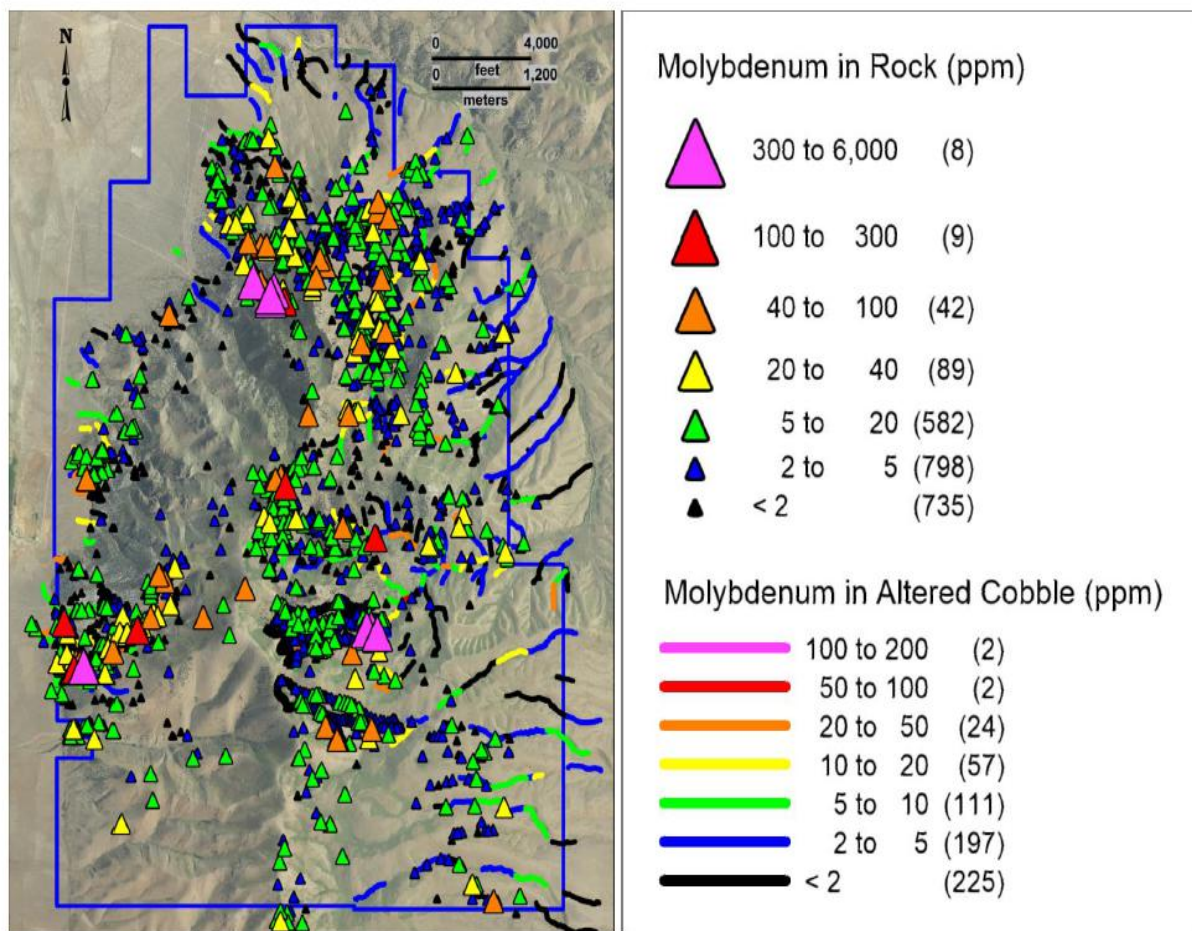 N
0 4,000
feet
0 1,200
meters
Molybdenum in Rock (ppm)
300 to 6,000 (8)
100 to 300 (9)
40 to 100 (42)
20 to 40 (89)
5 to 20 (582)
2 to 5 (798)
< 2 (735)
Molybdenum in Altered Cobble (ppm)
100 to 200 (2)
50 to 100 (2)
20 to 50 (24)
10 to 20 (57)
5 to 10 (111)
2 to 5 (197)
< 2 (225)